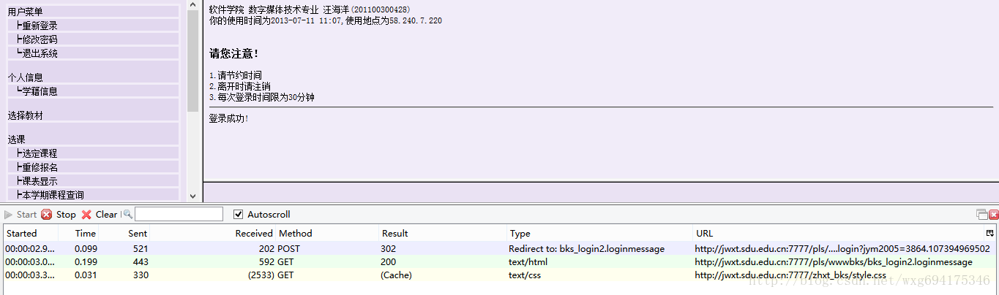 用户菜单
├重新登录
├修改密码
└退出系统
个人信息
└学籍信息
选择教材
选课
├选定课程
├重修报名
├课表显示
├本学期课程查询
软件学院 数字媒体技术专业 汪海洋(201100300428)
你的使用时间为2013-07-11 11:07,使用地点为58.240.7.220
请您注意！
1.请节约时间
2.离开时请注销
3.每次登录时间限为30分钟
登录成功！
Start Stop Clear Autoscroll
Started Time Sent Received Method Result Type URL
00:00:02.9... 0.099 521 202 POST 302 Redirect to: bks_login2.loginmessage http://jwxt.sdu.edu.cn:7777/pls/....login?jym2005=3864.107394969502
00:00:03.0... 0.199 443 592 GET 200 text/html http://jwxt.sdu.edu.cn:7777/pls/wwwbks/bks_login2.loginmessage
00:00:03.3... 0.031 330 (2533) GET (Cache) text/css http://jwxt.sdu.edu.cn:7777/zhxt_bks/style.css
http://blog.csdn.net/wxg694175346